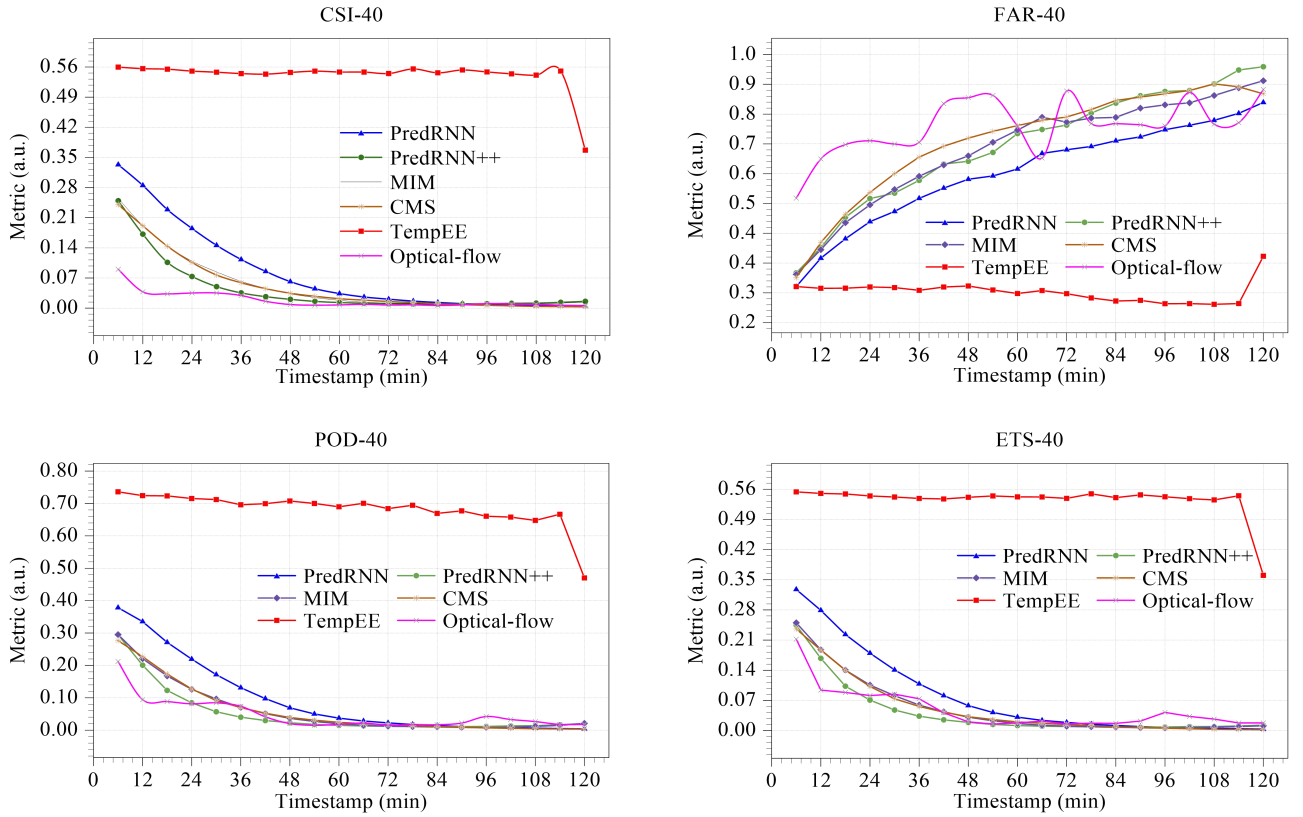 CSI-40
Metric (a.u.)
0.56
0.49
0.42
0.35
0.28
0.21
0.14
0.07
0.00
PredRNN
PredRNN++
MIM
CMS
TempEE
Optical-flow
0 12 24 36 48 60 72 84 96 108 120
Timestamp (min)
FAR-40
Metric (a.u.)
1.0
0.9
0.8
0.7
0.6
0.5
0.4
0.3
0.2
PredRNN PredRNN++
MIM CMS
TempEE Optical-flow
0 12 24 36 48 60 72 84 96 108 120
Timestamp (min)
POD-40
Metric (a.u.)
0.80
0.70
0.60
0.50
0.40
0.30
0.20
0.10
0.00
PredRNN PredRNN++
MIM CMS
TempEE Optical-flow
0 12 24 36 48 60 72 84 96 108 120
Timestamp (min)
ETS-40
Metric (a.u.)
0.56
0.49
0.42
0.35
0.28
0.21
0.14
0.07
0.00
PredRNN PredRNN++
MIM CMS
TempEE Optical-flow
0 12 24 36 48 60 72 84 96 108 120
Timestamp (min)